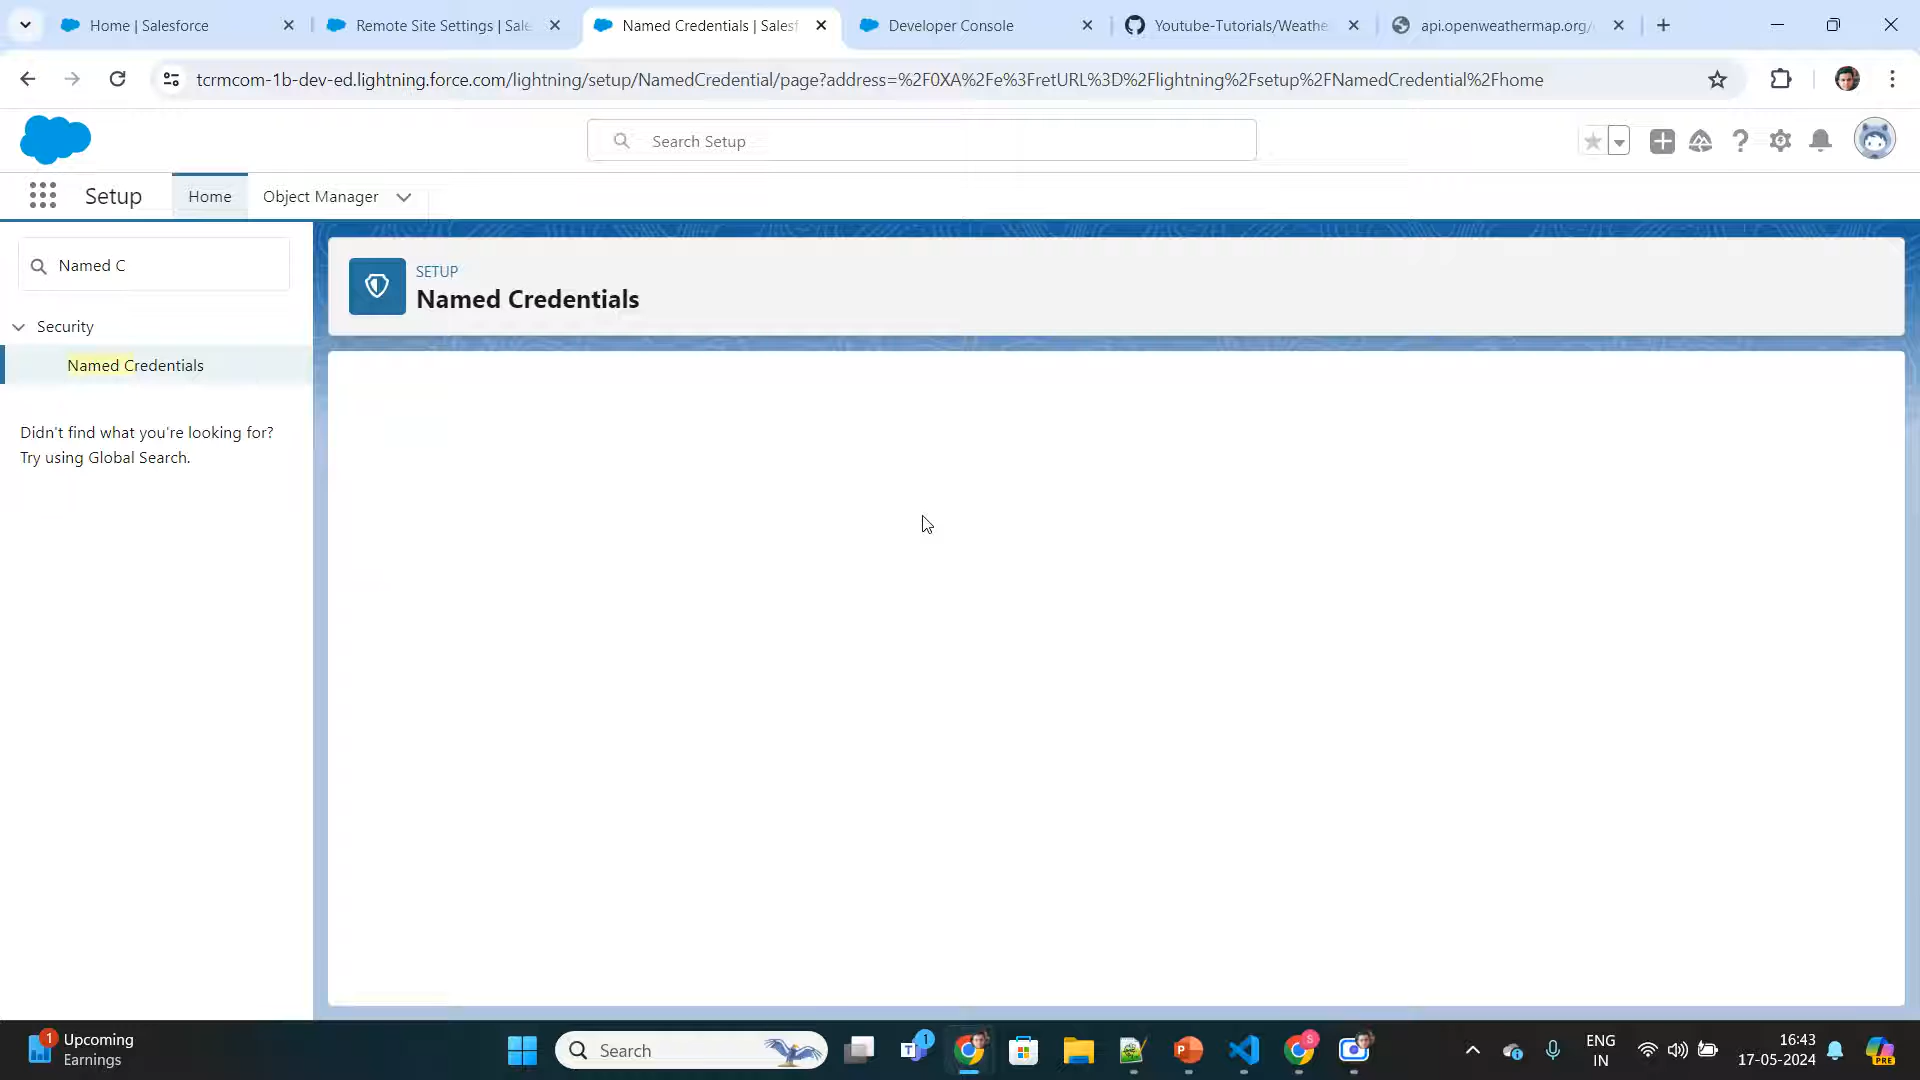 Home | Salesforce
Remote Site Settings | Sale
Named Credentials | Salesf
Developer Console
Youtube-Tutorials/Weathe
api.openweathermap.org/
tcrmcom-1b-dev-ed.lightning.force.com/lightning/setup/NamedCredential/page?address=%2F0XA%2Fe%3FretURL%3D%2Flightning%2Fsetup%2FNamedCredential%2Fhome
Search Setup
Setup
Home
Object Manager
Named C
Security
Named Credentials
Didn't find what you're looking for?
Try using Global Search.
SETUP
Named Credentials
1
Upcoming
Earnings
Search
1
S
ENG
IN
16:43
17-05-2024
PRE